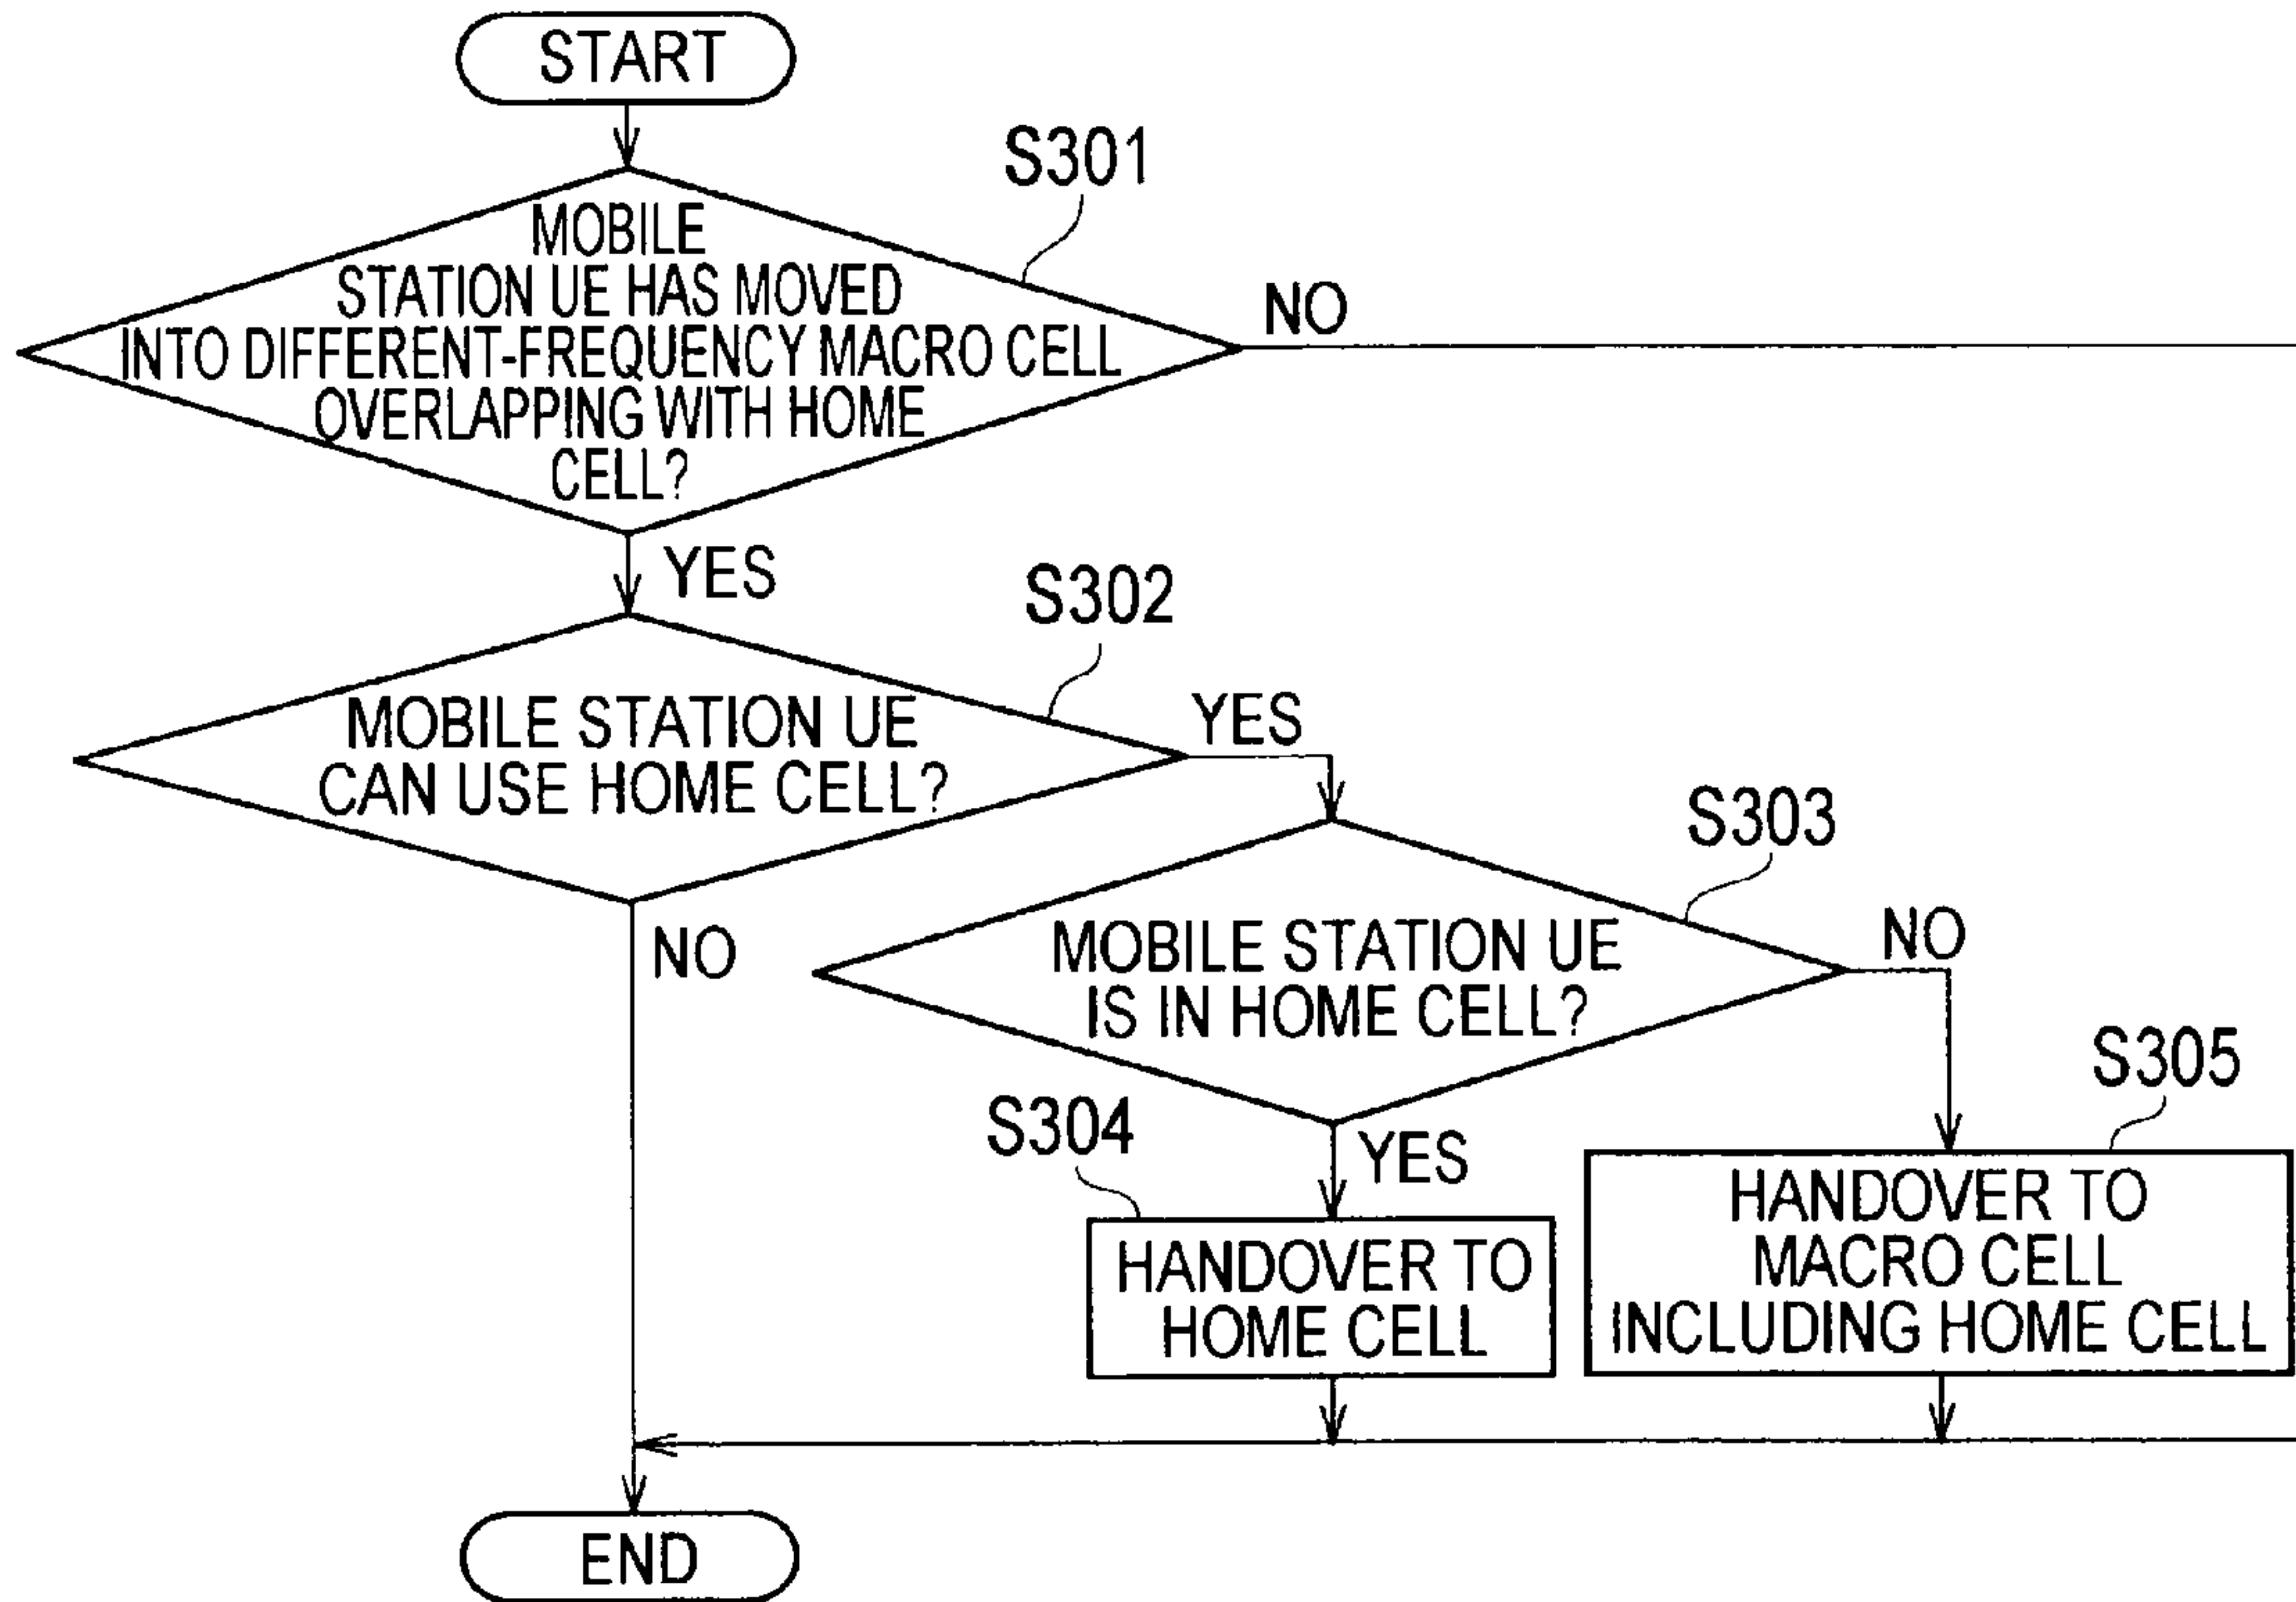 START
S301
MOBILE
STATION UE HAS MOVED
INTO DIFFERENT-FREQUENCY MACRO CELL
OVERLAPPING WITH HOME
CELL?
NO
YES
S302
MOBILE STATION UE
CAN USE HOME CELL?
YES
NO
S303
MOBILE STATION UE
IS IN HOME CELL?
NO
YES
S304
HANDOVER TO
HOME CELL
S305
HANDOVER TO
MACRO CELL
INCLUDING HOME CELL
END